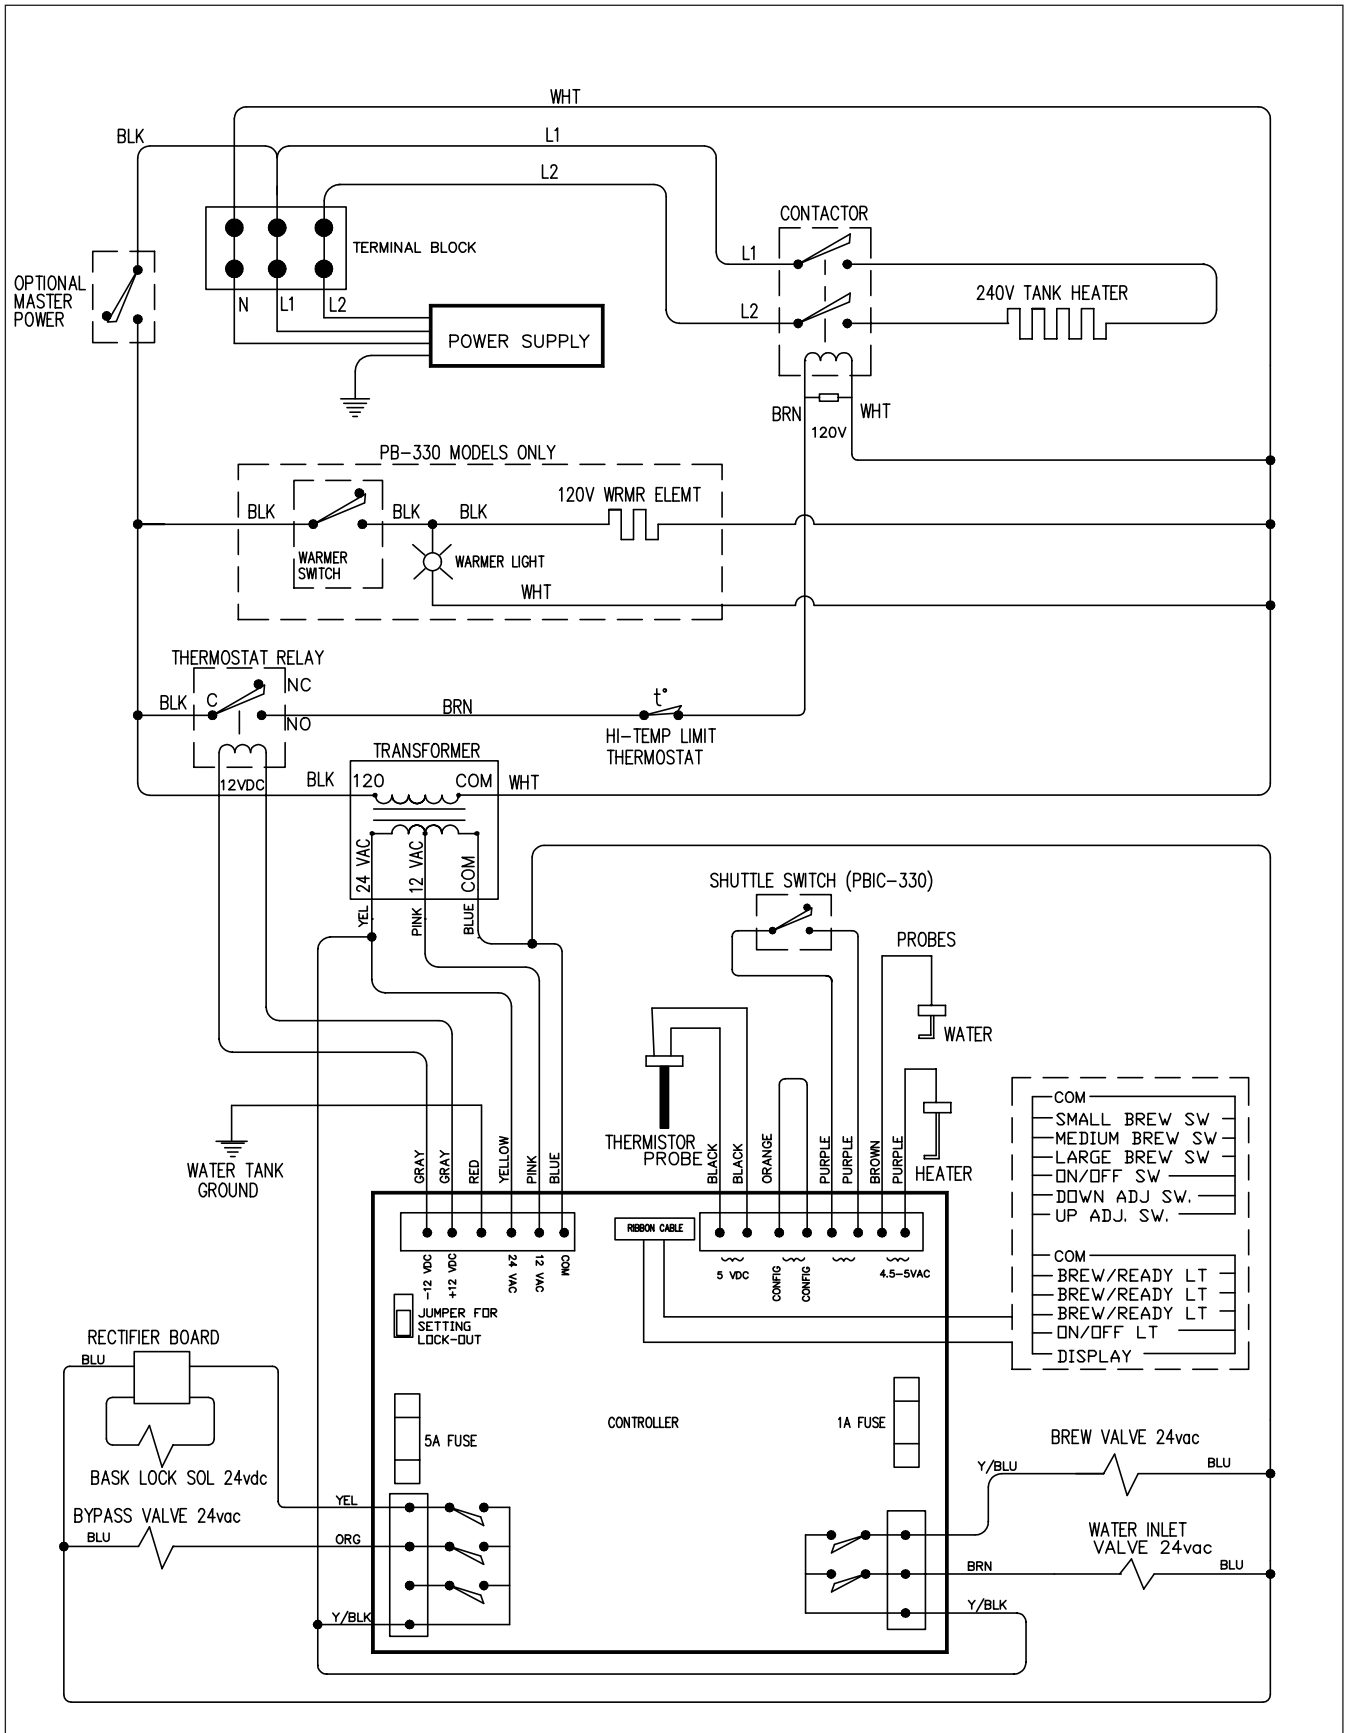 WHT
BLK
L1
L2
CONTACTOR
TERMINAL BLOCK
L1
OPTIONAL
MASTER
POWER
N
L1
L2
L2
240V TANK HEATER
POWER SUPPLY
BRN
WHT
120V
PB-330 MODELS ONLY
BLK
BLK
BLK
120V WRMR ELEMT
WARMER
SWITCH
WARMER LIGHT
WHT
THERMOSTAT RELAY
NC
BLK
C
NO
BRN
t°
HI-TEMP LIMIT
THERMOSTAT
TRANSFORMER
12VDC
BLK
120
COM
WHT
24 VAC
12 VAC
COM
YEL
PINK
BLUE
SHUTTLE SWITCH (PBIC-330)
PROBES
WATER
THERMISTOR
PROBE
HEATER
WATER TANK
GROUND
GRAY
GRAY
RED
YELLOW
PINK
BLUE
BLACK
BLACK
ORANGE
PURPLE
PURPLE
BROWN
PURPLE
COM
SMALL BREW SW
MEDIUM BREW SW
LARGE BREW SW
ON/OFF SW
DOWN ADJ SW.
UP ADJ. SW.
COM
BREW/READY LT
BREW/READY LT
BREW/READY LT
ON/OFF LT
DISPLAY
RIBBON CABLE
-12 VDC
+12 VDC
24 VAC
12 VAC
COM
5 VDC
CONFIG
CONFIG
4.5-5VAC
JUMPER FOR
SETTING
LOCK-OUT
RECTIFIER BOARD
BLU
5A FUSE
CONTROLLER
1A FUSE
BASK LOCK SOL 24vdc
BREW VALVE 24vac
Y/BLU
BLU
YEL
BYPASS VALVE 24vac
BLU
ORG
WATER INLET
VALVE 24vac
BRN
BLU
Y/BLK
Y/BLK